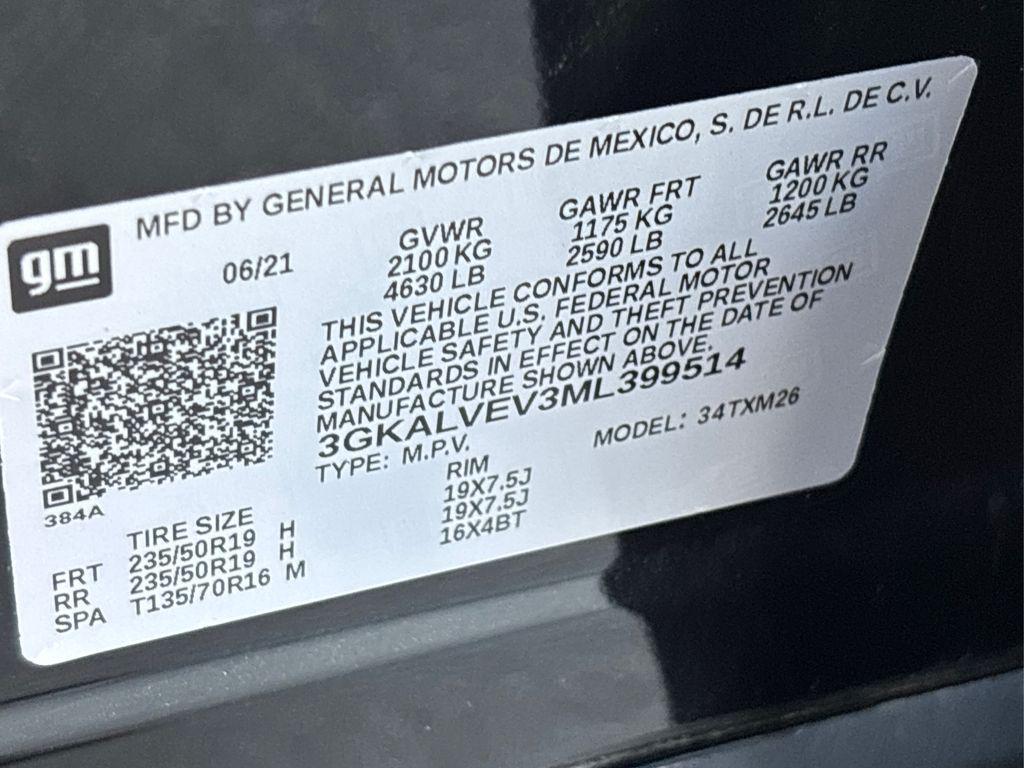 MFD BY GENERAL MOTORS DE MEXICO, S. DE R.L. DE C.V.
gm
06/21
GVWR GAWR FRT GAWR RR
2100 KG 1175 KG 1200 KG
4630 LB 2590 LB 2645 LB
THIS VEHICLE CONFORMS TO ALL
APPLICABLE U.S. FEDERAL MOTOR
VEHICLE SAFETY AND THEFT PREVENTION
STANDARDS IN EFFECT ON THE DATE OF
MANUFACTURE SHOWN ABOVE.
3GKALVEV3ML399514
TYPE: M.P.V. MODEL: 34TXM26
384A
TIRE SIZE RIM
FRT 235/50R19 H 19X7.5J
RR 235/50R19 H 19X7.5J
SPA T135/70R16 M 16X4BT